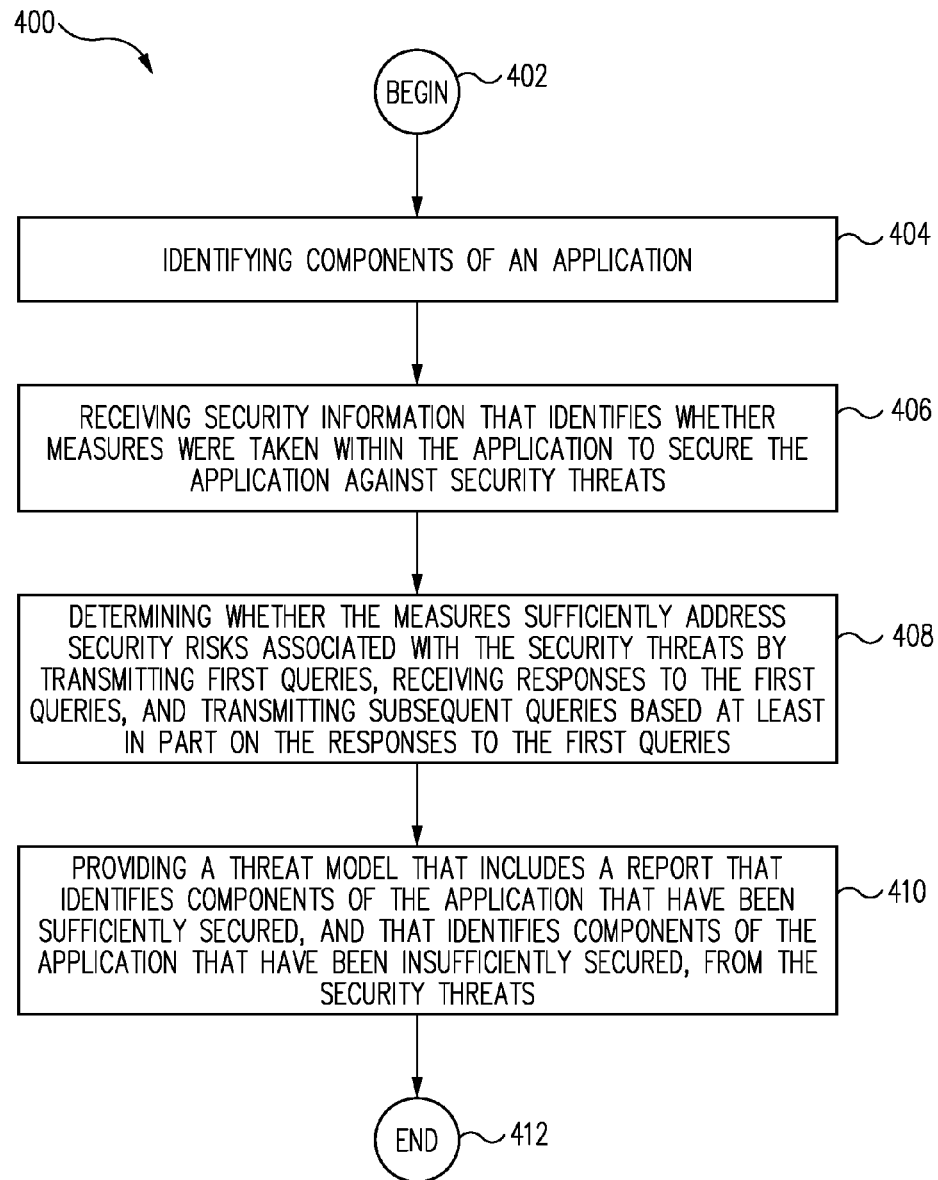 400
BEGIN
402
IDENTIFYING COMPONENTS OF AN APPLICATION
404
RECEIVING SECURITY INFORMATION THAT IDENTIFIES WHETHER
MEASURES WERE TAKEN WITHIN THE APPLICATION TO SECURE THE
APPLICATION AGAINST SECURITY THREATS
406
DETERMINING WHETHER THE MEASURES SUFFICIENTLY ADDRESS
SECURITY RISKS ASSOCIATED WITH THE SECURITY THREATS BY
TRANSMITTING FIRST QUERIES, RECEIVING RESPONSES TO THE FIRST
QUERIES, AND TRANSMITTING SUBSEQUENT QUERIES BASED AT LEAST
IN PART ON THE RESPONSES TO THE FIRST QUERIES
408
PROVIDING A THREAT MODEL THAT INCLUDES A REPORT THAT
IDENTIFIES COMPONENTS OF THE APPLICATION THAT HAVE BEEN
SUFFICIENTLY SECURED, AND THAT IDENTIFIES COMPONENTS OF THE
APPLICATION THAT HAVE BEEN INSUFFICIENTLY SECURED, FROM THE
SECURITY THREATS
410
END
412